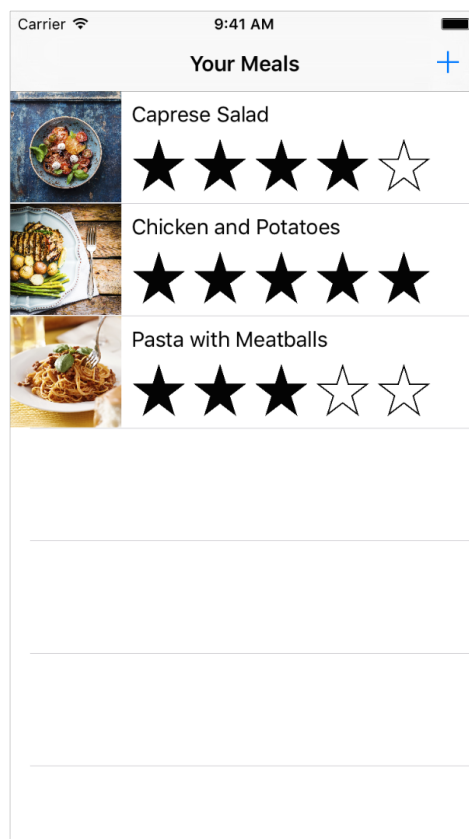 Carrier 9:41 AM
Your Meals +
Caprese Salad
Chicken and Potatoes
Pasta with Meatballs